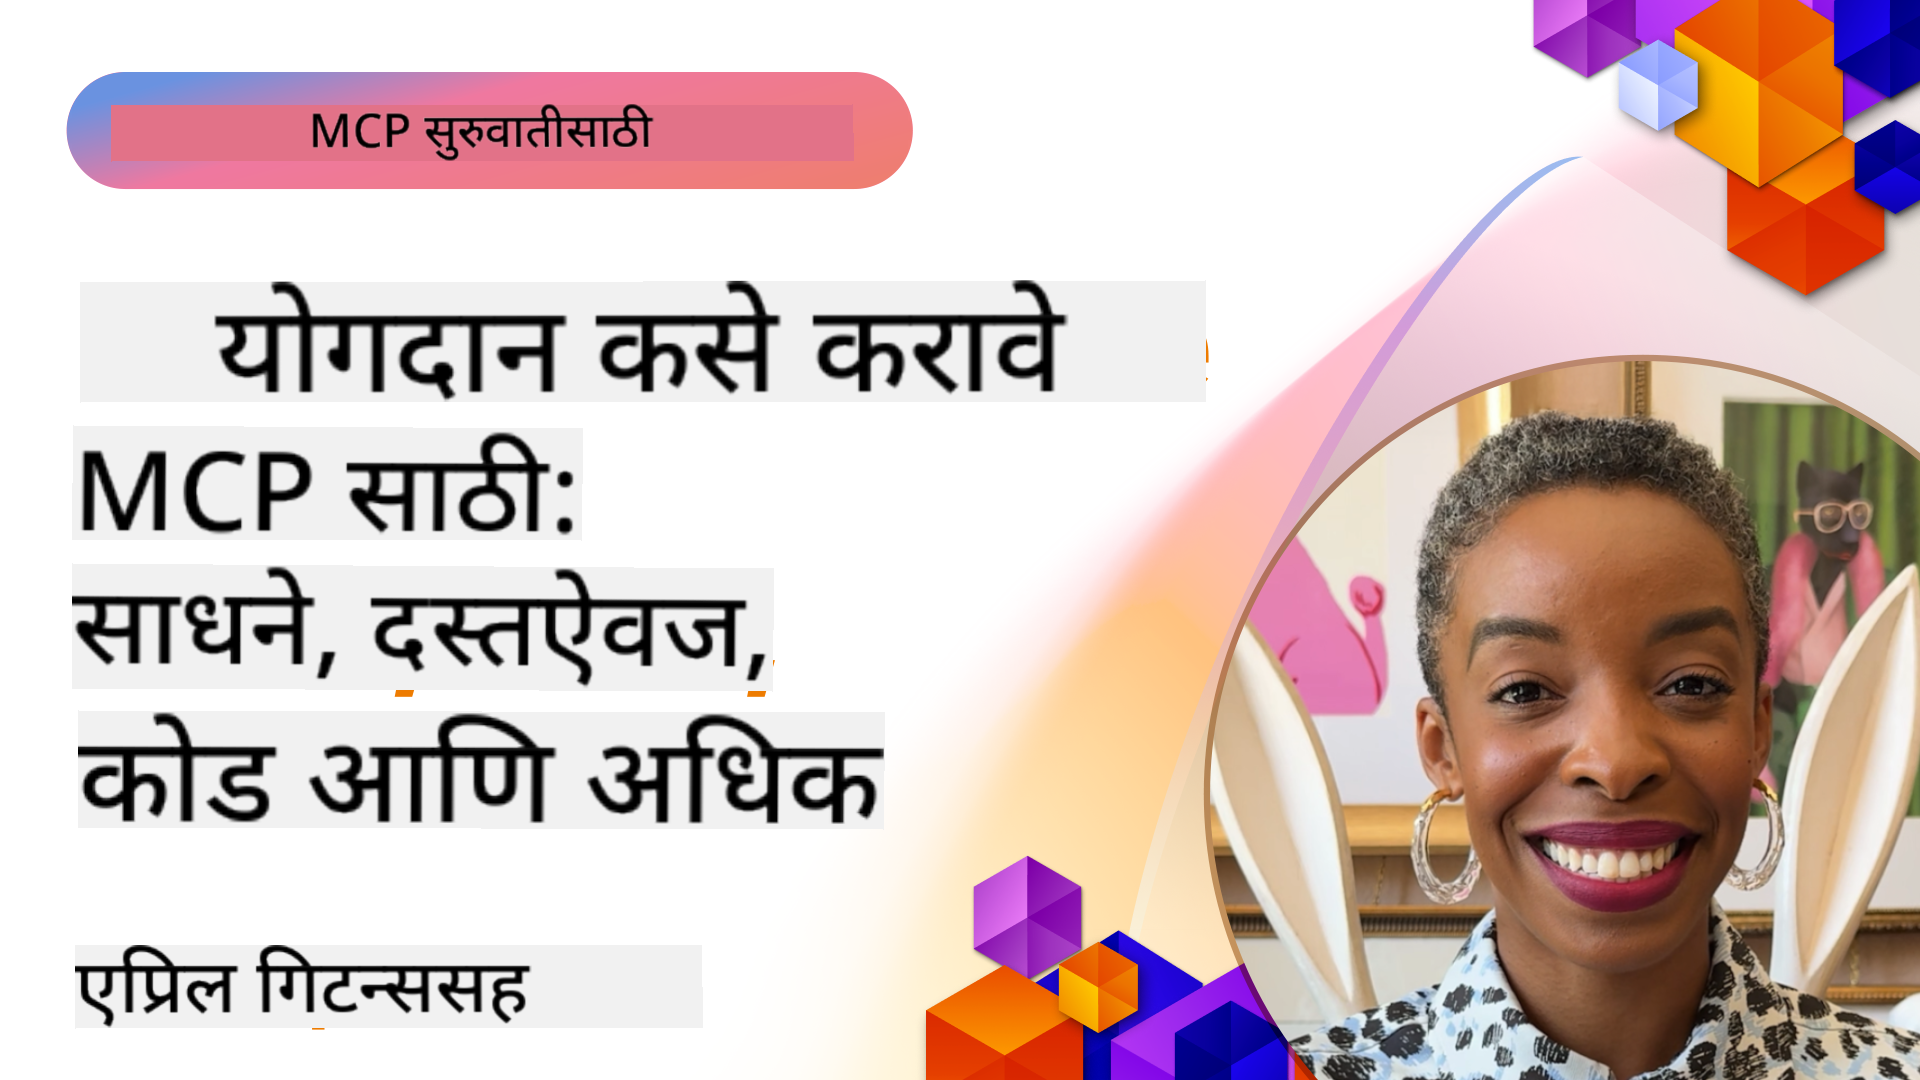 MCP सुरुवातीसाठी
योगदान कसे करावे
MCP साठी:
साधने, दस्तऐवज,
कोड आणि अधिक
एप्रिल गिटन्ससह